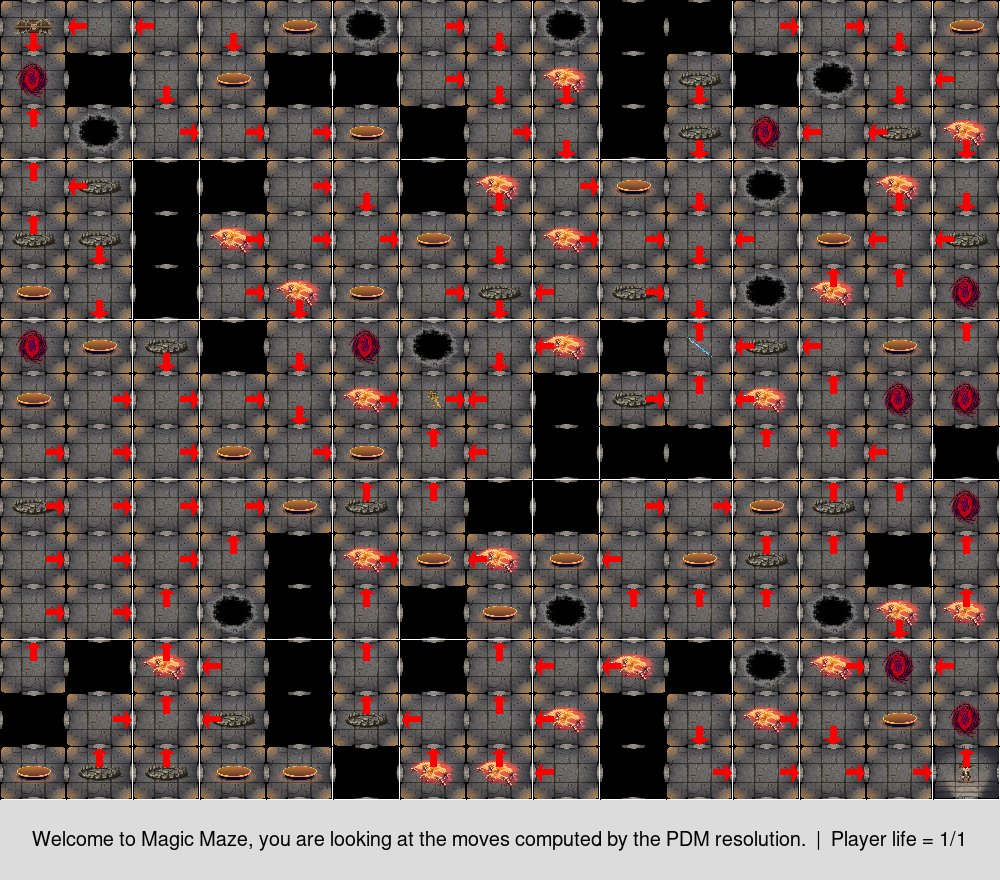 Welcome to Magic Maze, you are looking at the moves computed by the PDM resolution.  |  Player life = 1/1